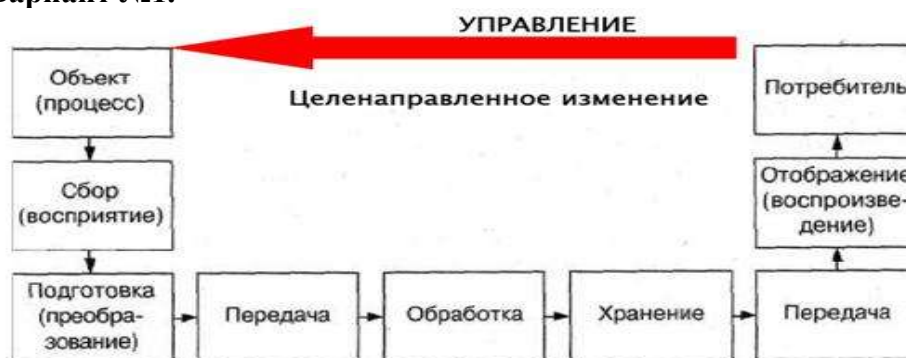 УПРАВЛЕНИЕ
Объект
(процесс)
Целенаправленное изменение
Потребитель
Сбор
(восприятие)
Отображение
(воспроизве-
дение)
Подготовка
(преобра-
зование)
Передача
Обработка
Хранение
Передача